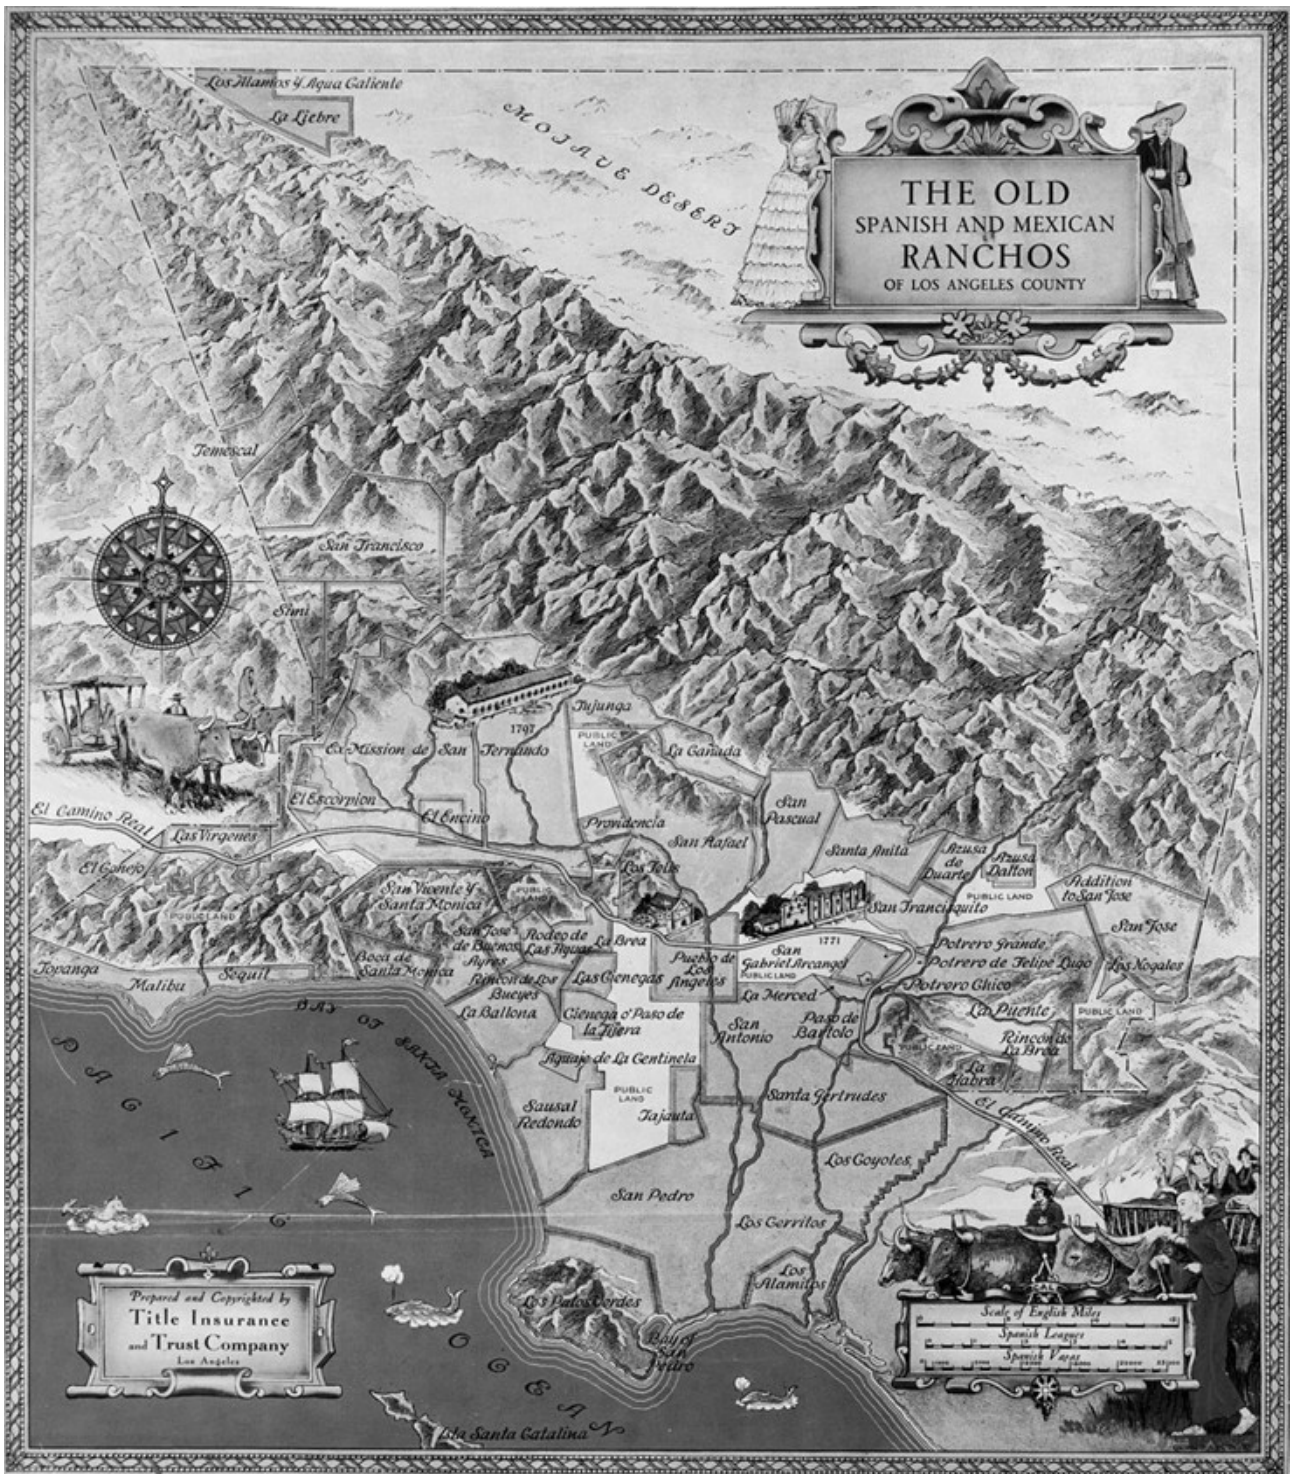 Los Alamos y Agua Caliente
La Liebre
MOJAVE DESERT
THE OLD
SPANISH AND MEXICAN
RANCHOS
OF LOS ANGELES COUNTY
Temescal
San Francisco
Simi
Tujunga
1797
PUBLIC
LAND
Ex-Mission de San Fernando
La Cañada
El Escorpion
El Encino
San
Pascual
El Camino Real
Las Virgenes
Providencia
San Rafael
El Conejo
Los Felis
Santa Anita
Azusa
de
Duarte
Azusa
Dalton
Addition
to San Jose
San Vicente y
Santa Monica
PUBLIC
LAND
PUBLIC LAND
San Francisquito
PUBLIC LAND
San Jose
San Jose
de Buenos
Ayres
Rodeo de
Las Aguas
La Brea
1771
Potrero Grande
Potrero de Felipe Lugo
Los Nogales
Topanga
Malibu
Sequit
Boca de
Santa Monica
Rincon de Los
Bueyes
Las Cienegas
Pueblo de
Los
Angeles
San
Gabriel Arcangel
PUBLIC LAND
La Merced
Potrero Chico
La Puente
PUBLIC LAND
La Ballona
Cienega o' Paso de
la Tijera
San
Antonio
Paso de
Bartolo
PUBLIC LAND
Rincon de
La Brea
BAY OF
SANTA MONICA
Aguaje de La Centinela
La
Habra
PUBLIC
LAND
Sausal
Redondo
Tajauta
Santa Gertrudes
El Camino Real
Los Coyotes
San Pedro
Los Cerritos
Los
Alamitos
Los Palos Verdes
Bay of
San
Pedro
PACIFIC
OCEAN
Isla Santa Catalina
Prepared and Copyrighted by
Title Insurance
and Trust Company
Los Angeles
SCALE
Scale of English Miles
Spanish Leagues
Spanish Varas